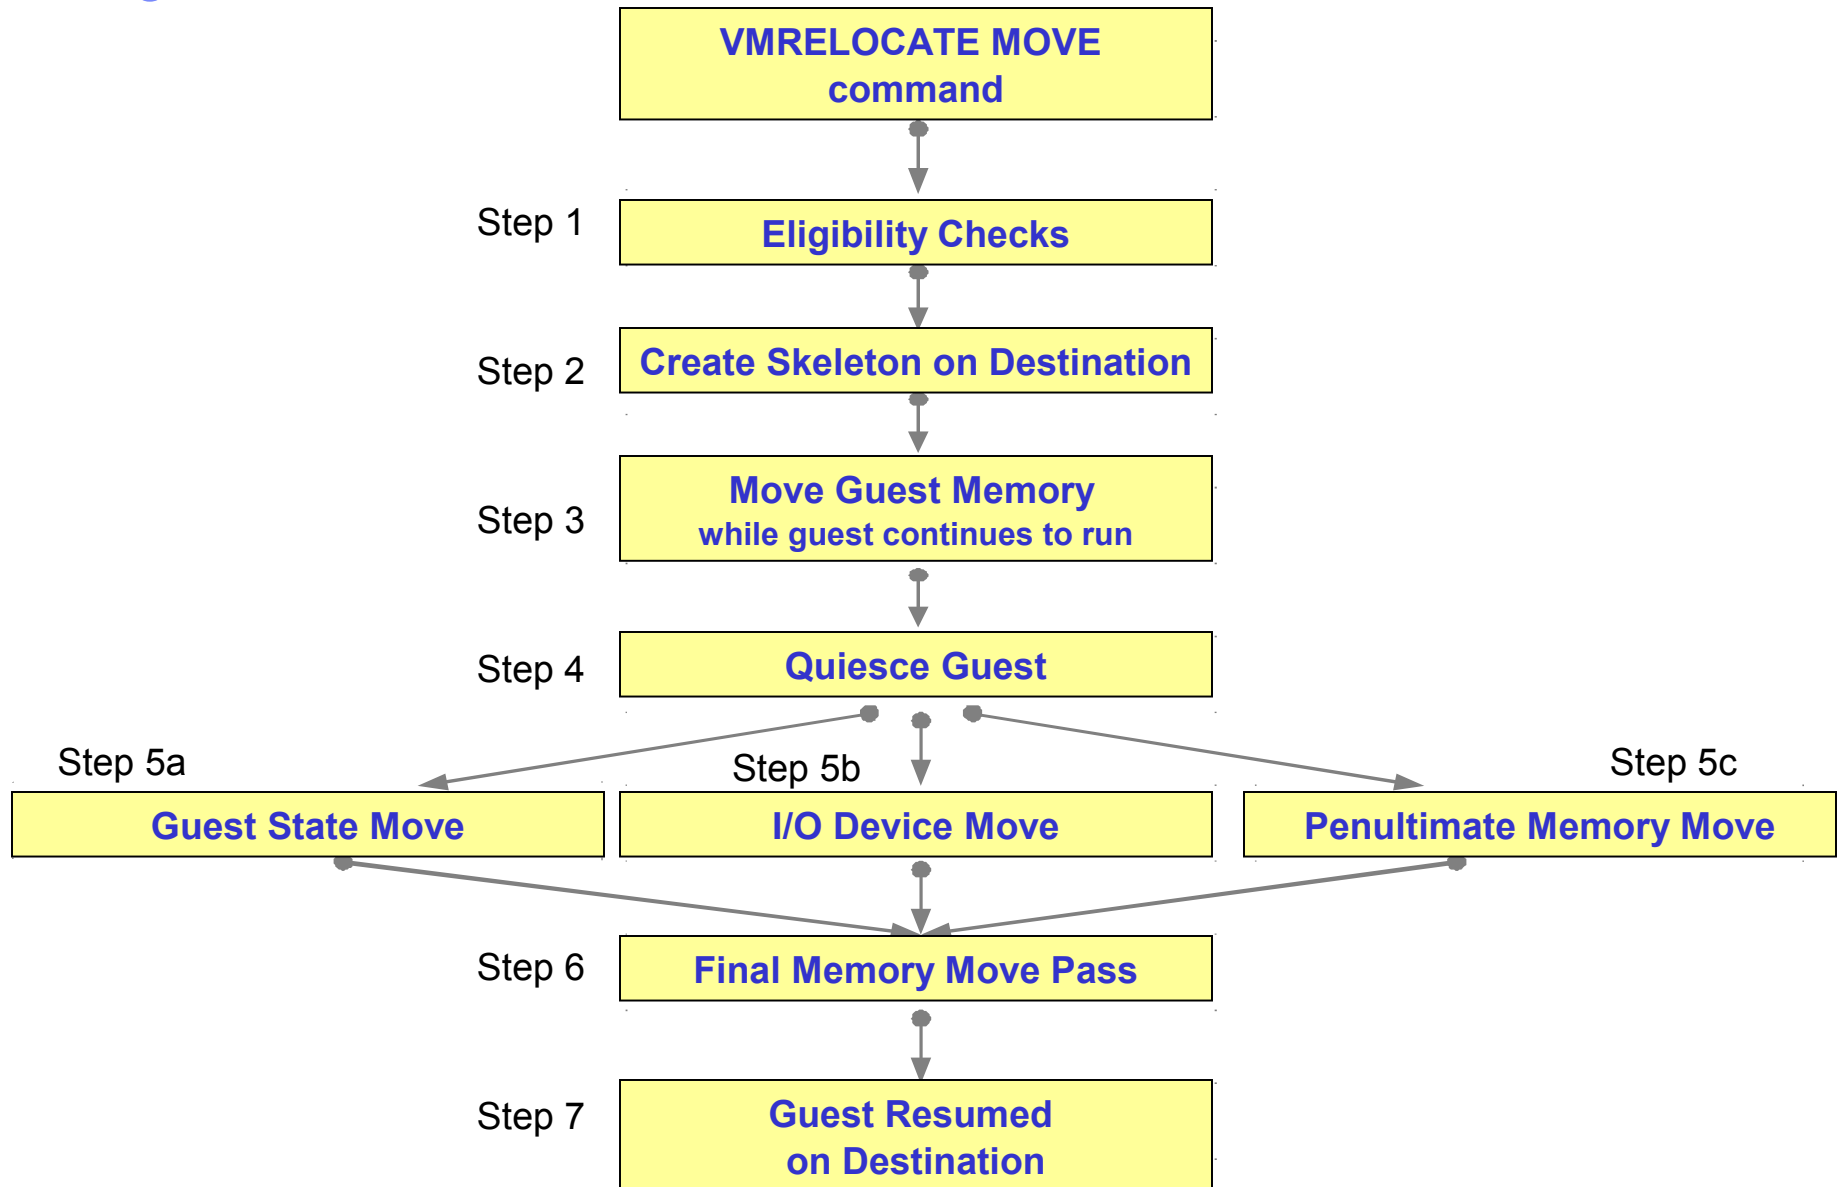 VMRELOCATE MOVE
command
Step 1
Eligibility Checks
Step 2
Create Skeleton on Destination
Step 3
Move Guest Memory
while guest continues to run
Step 4
Quiesce Guest
Step 5a
Step 5b
Step 5c
Guest State Move
I/O Device Move
Penultimate Memory Move
Step 6
Final Memory Move Pass
Step 7
Guest Resumed
on Destination